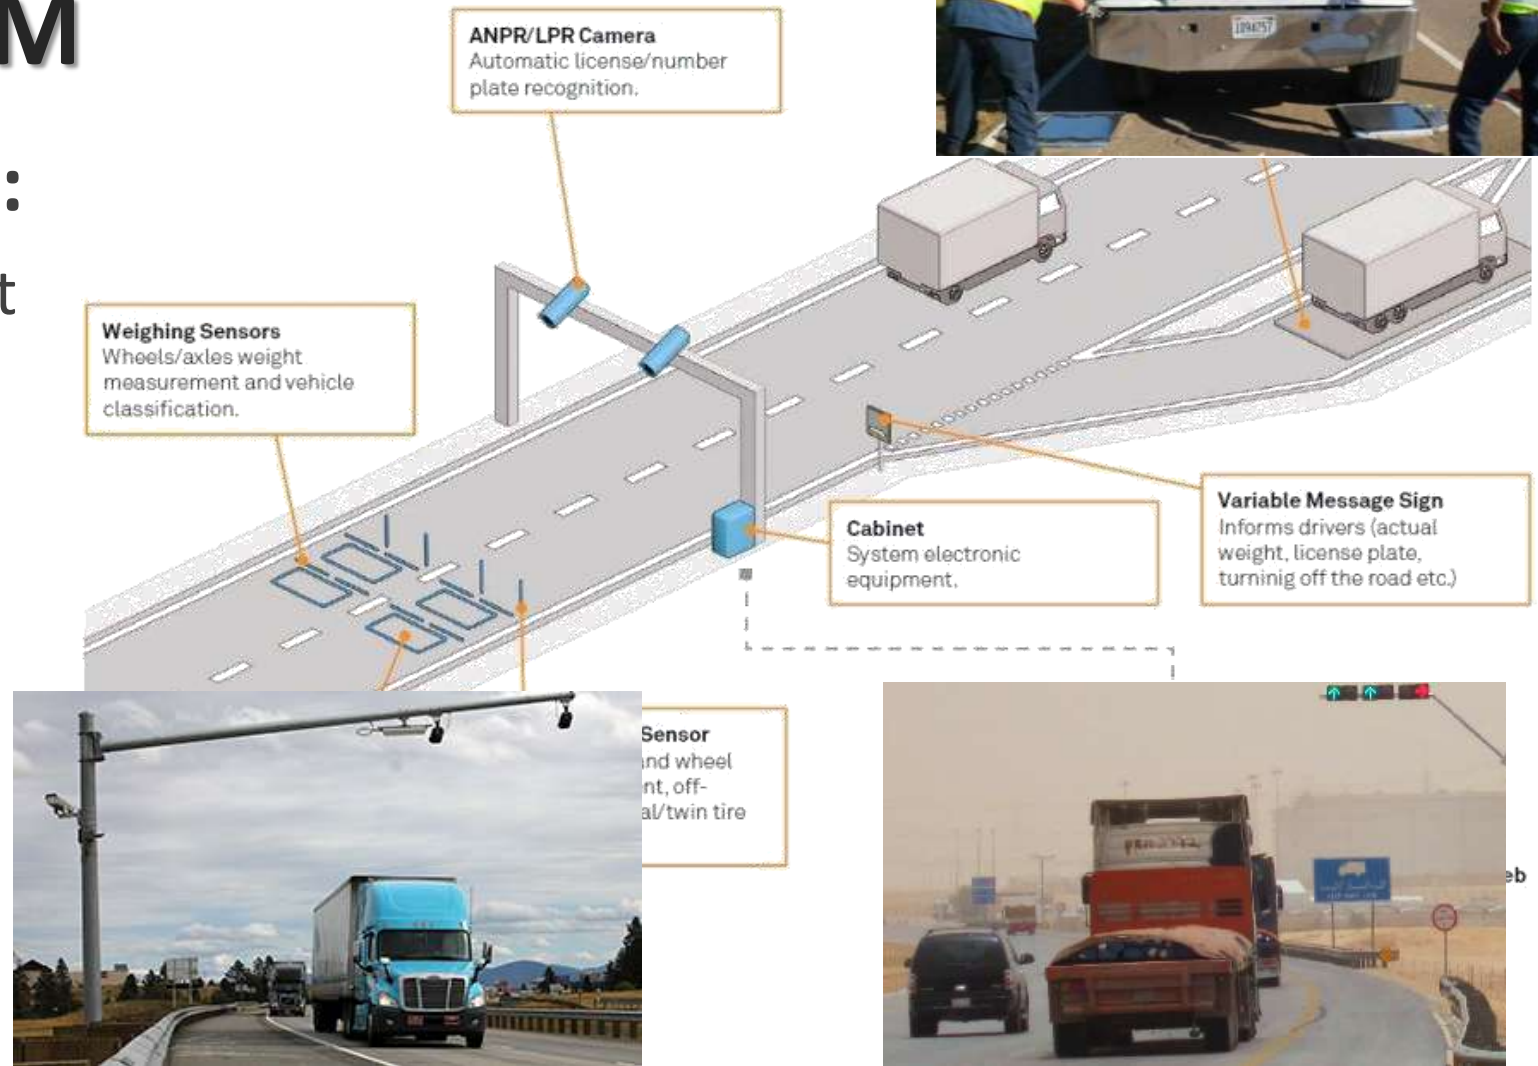 M
:
t
ANPR/LPR Camera
Automatic license/number
plate recognition.
Weighing Sensors
Wheels/axles weight
measurement and vehicle
classification.
Variable Message Sign
Informs drivers (actual
weight, license plate,
turninig off the road etc.)
Cabinet
System electronic
equipment.
Sensor
and wheel
nt, off-
al/twin tire
eb